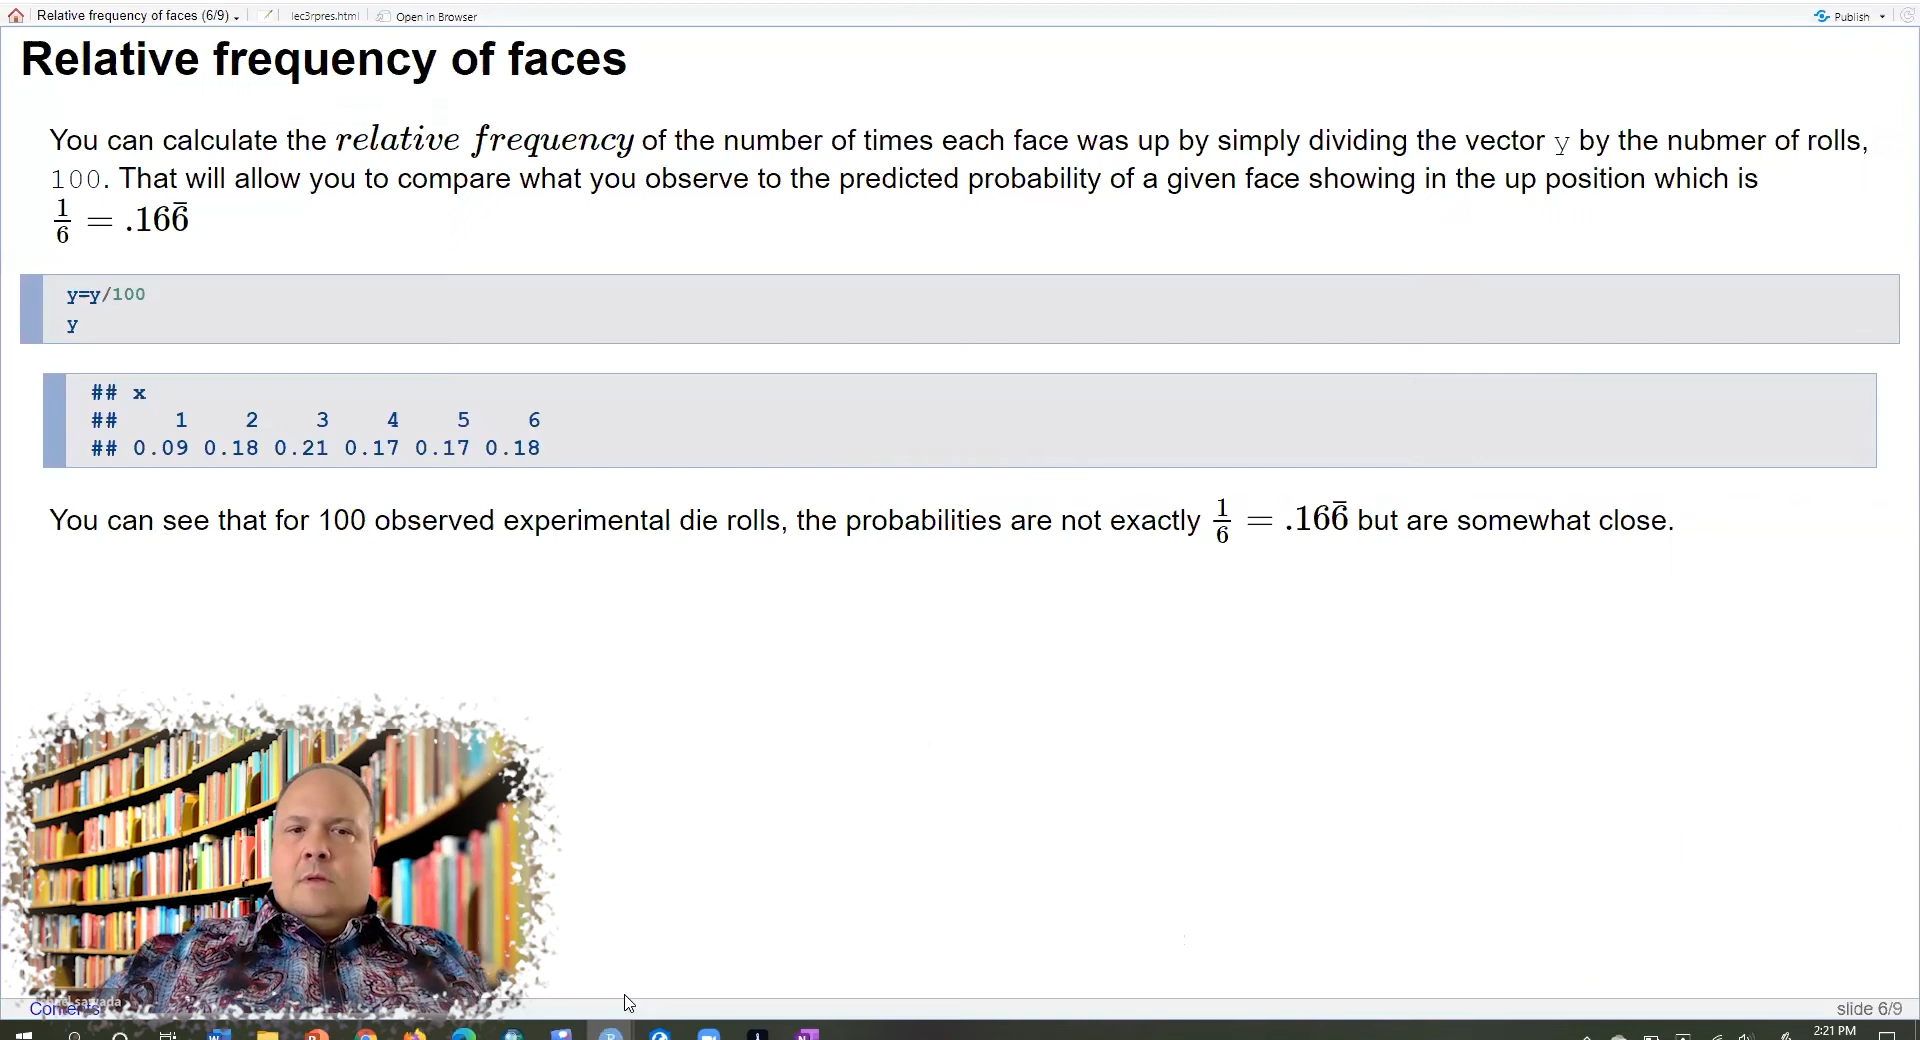 Relative frequency of faces (6/9)
lec3rpres.html
Open in Browser
Publish
Relative frequency of faces
You can calculate the relative frequency of the number of times each face was up by simply dividing the vector y by the nubmer of rolls,
100. That will allow you to compare what you observe to the predicted probability of a given face showing in the up position which is
1/6 = .166̅
y=y/100
y
## x
## 1 2 3 4 5 6
## 0.09 0.18 0.21 0.17 0.17 0.18
You can see that for 100 observed experimental die rolls, the probabilities are not exactly 1/6 = .166̅ but are somewhat close.
Contents
slide 6/9
2:21 PM